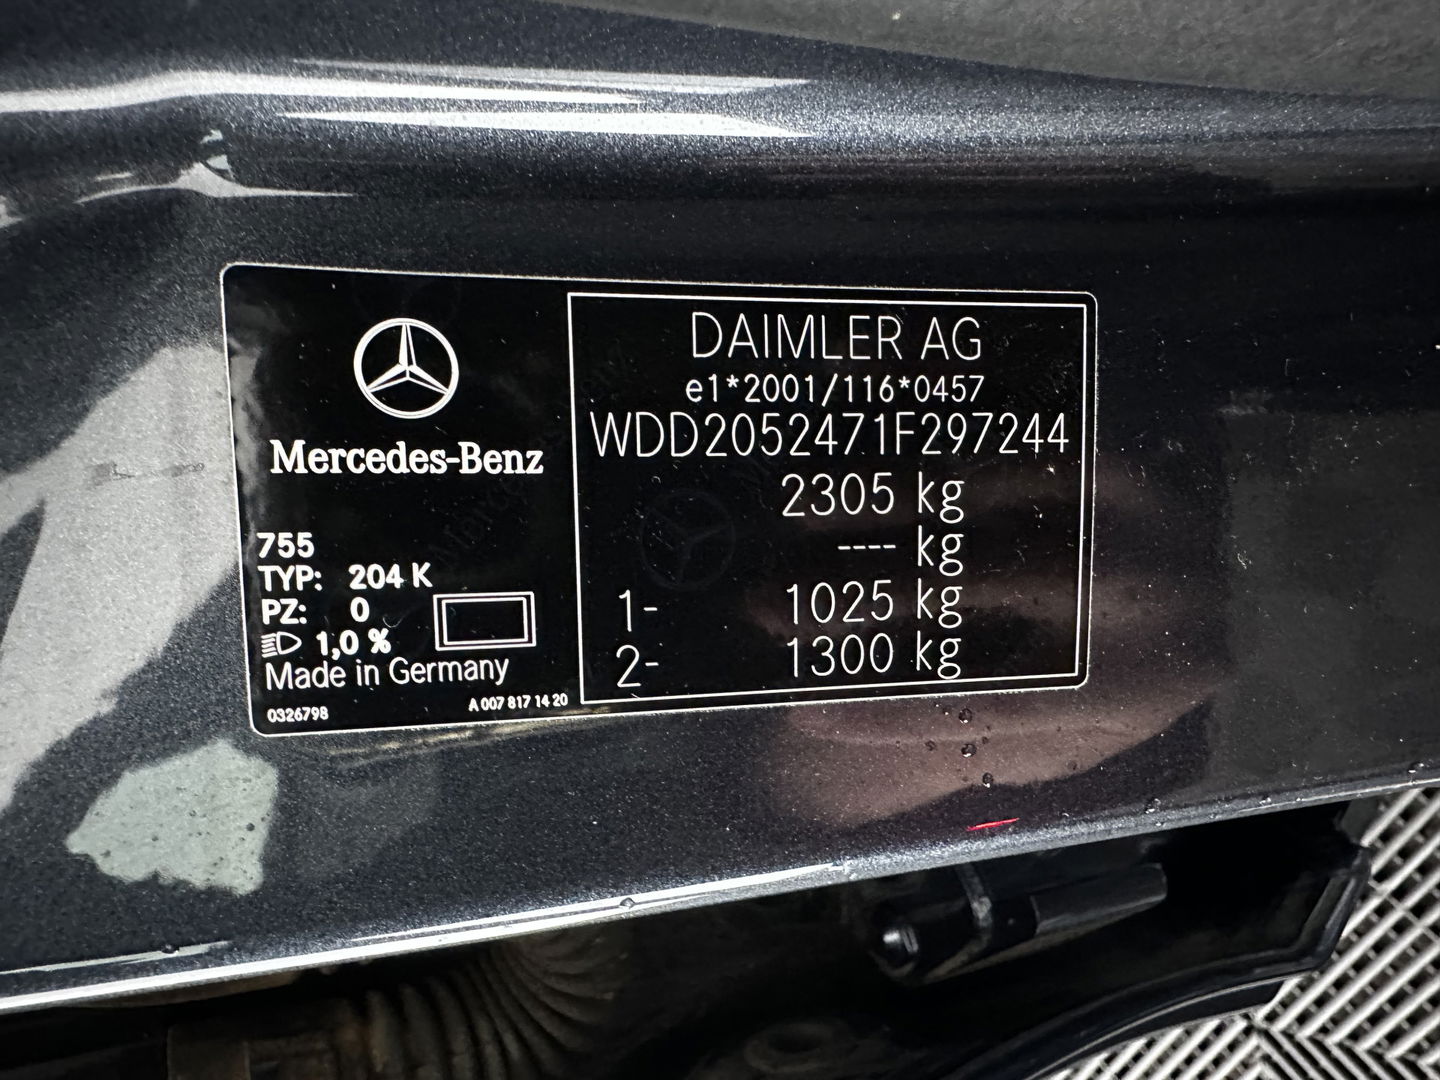 Mercedes-Benz
755
TYP: 204 K
PZ: 0
1,0 %
Made in Germany
0326798
A 007 817 14 20
DAIMLER AG
e1*2001/116*0457
WDD2052471F297244
2305 kg
---- kg
1- 1025 kg
2- 1300 kg